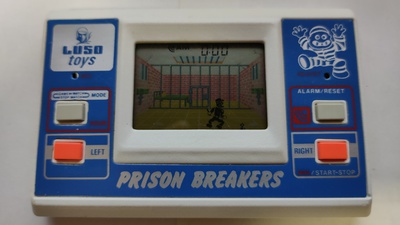 LUSO
toys
MODE
ALARM/RESET
LEFT
RIGHT
/START-STOP
PRISON BREAKERS